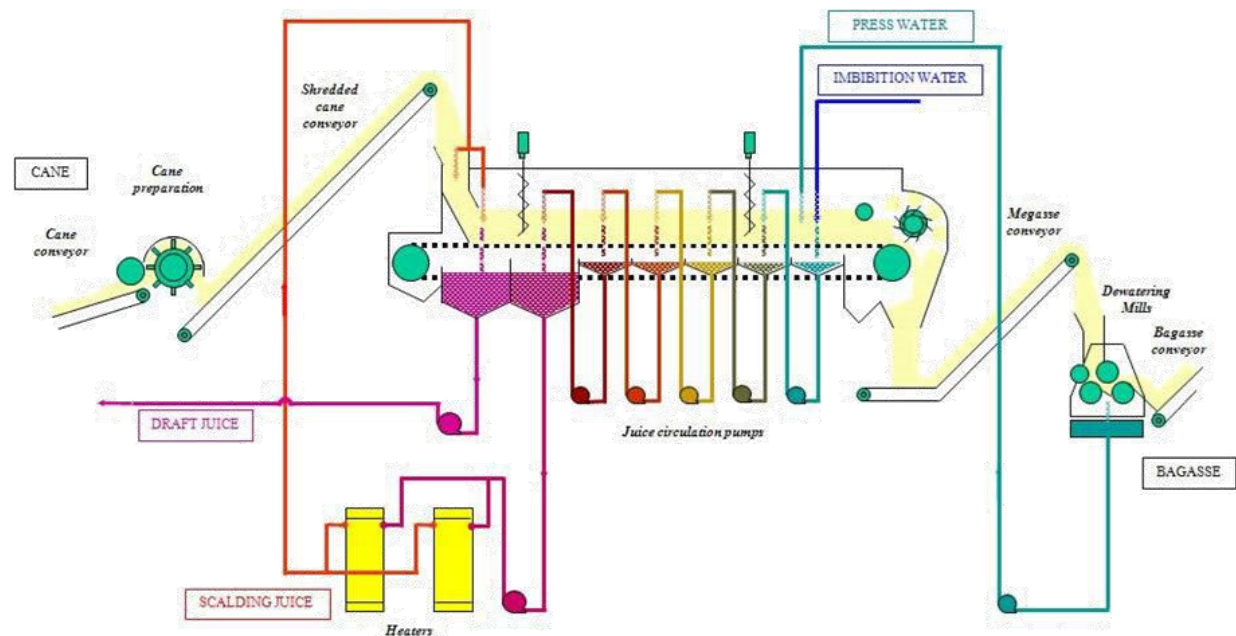 PRESS WATER
IMBIBITION WATER
Shredded
cane
conveyor
CANE
Cane
preparation
Cane
conveyor
Megasse
conveyor
Dewatering
Mills
Bagasse
conveyor
DRAFT JUICE
Juice circulation pumps
BAGASSE
SCALDING JUICE
Heaters